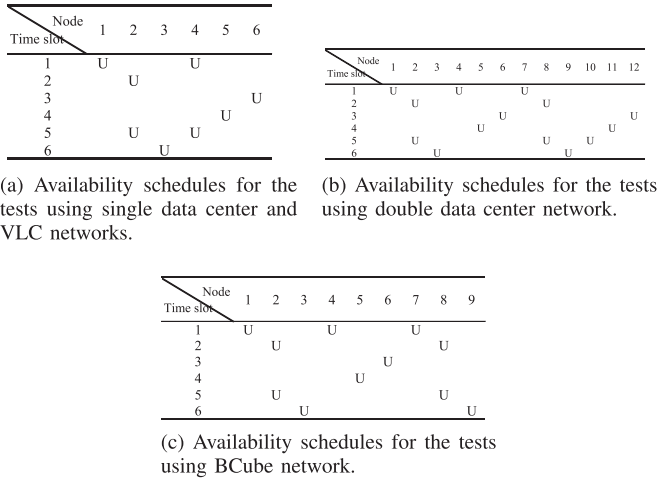 Node
Time slot 1 2 3 4 5 6
1 U U
2 U
3 U
4 U
5 U U
6 U
(a) Availability schedules for the
tests using single data center and
VLC networks.
Node
Time slot 1 2 3 4 5 6 7 8 9 10 11 12
1 U U U
2 U U
3 U U
4 U U
5 U U U
6 U U
(b) Availability schedules for the tests
using double data center network.
Node
Time slot 1 2 3 4 5 6 7 8 9
1 U U U
2 U U
3 U
4 U
5 U U
6 U U
(c) Availability schedules for the tests
using BCube network.